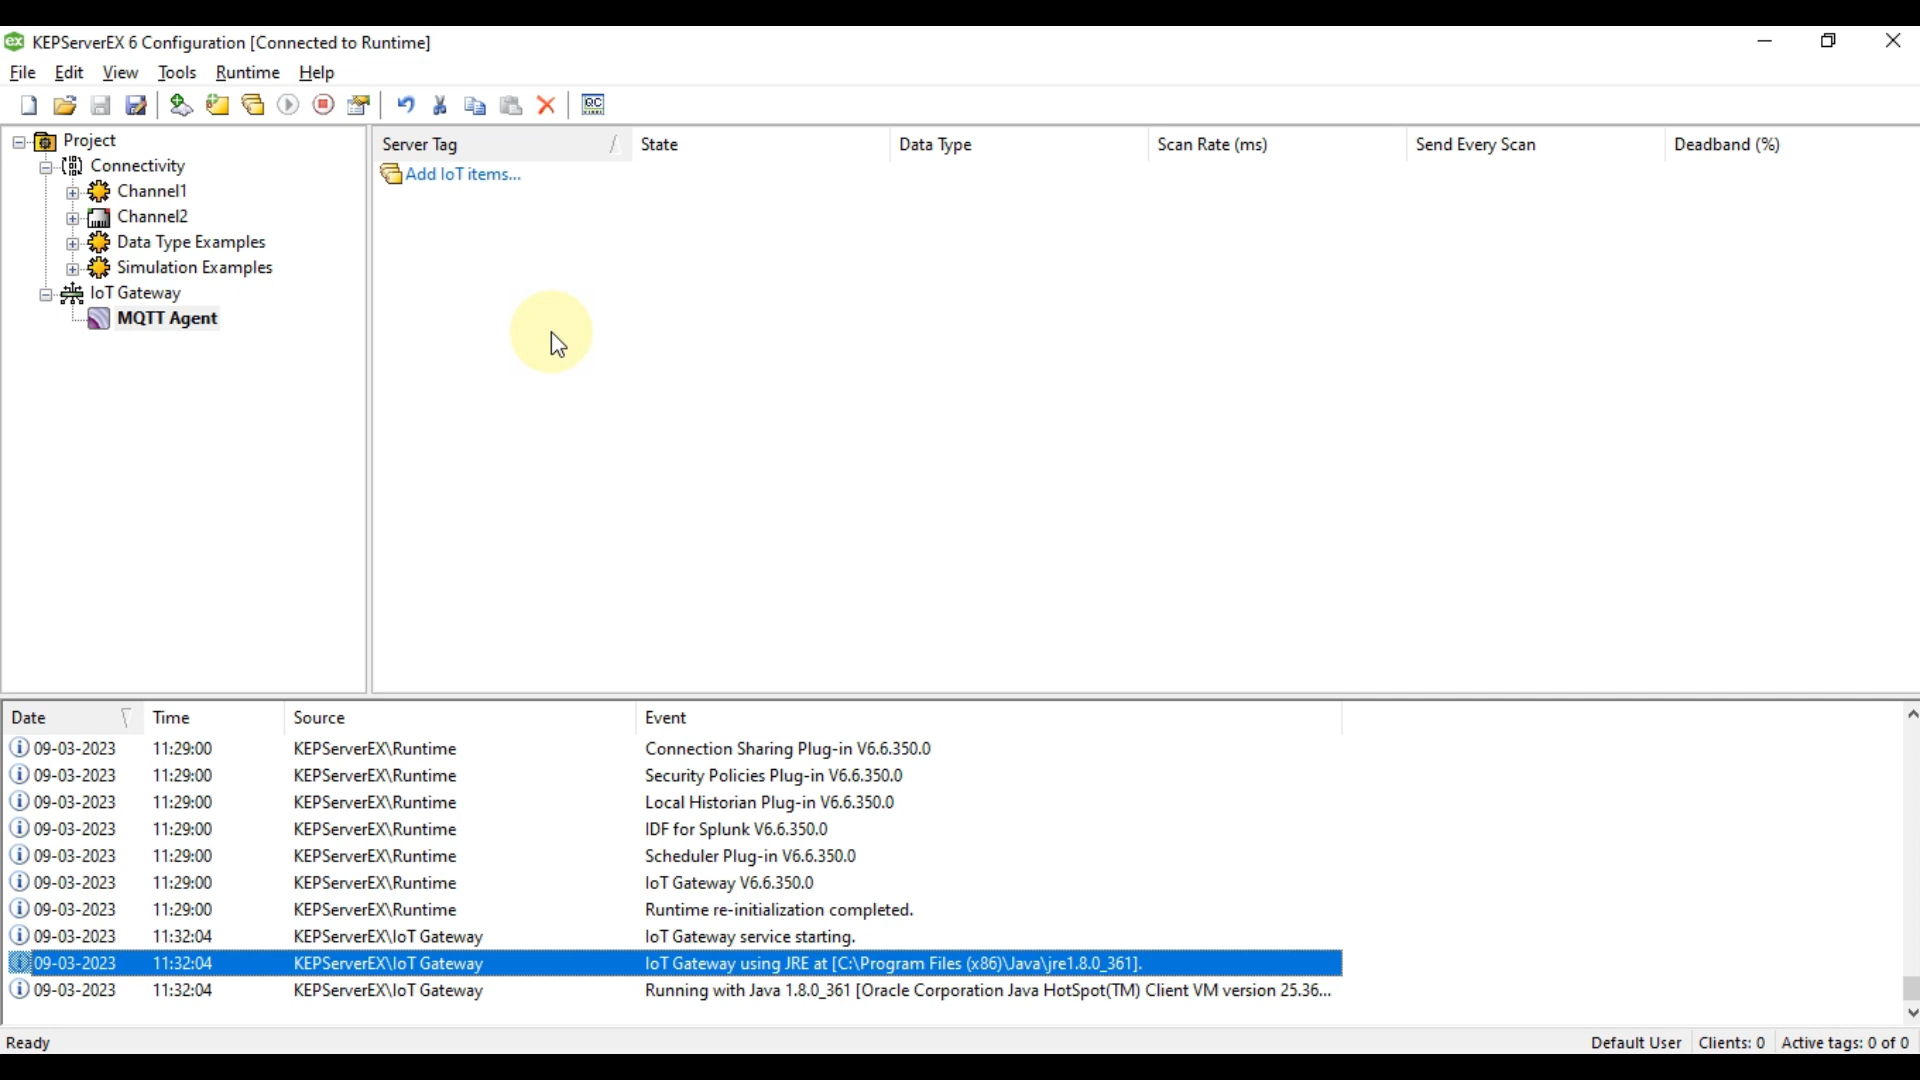 KEPServerEX 6 Configuration [Connected to Runtime]
File Edit View Tools Runtime Help
Project
Connectivity
Channel1
Channel2
Data Type Examples
Simulation Examples
IoT Gateway
MQTT Agent
Server Tag State Data Type Scan Rate (ms) Send Every Scan Deadband (%)
Add IoT items...
Date Time Source Event
09-03-2023 11:29:00 KEPServerEX\Runtime Connection Sharing Plug-in V6.6.350.0
09-03-2023 11:29:00 KEPServerEX\Runtime Security Policies Plug-in V6.6.350.0
09-03-2023 11:29:00 KEPServerEX\Runtime Local Historian Plug-in V6.6.350.0
09-03-2023 11:29:00 KEPServerEX\Runtime IDF for Splunk V6.6.350.0
09-03-2023 11:29:00 KEPServerEX\Runtime Scheduler Plug-in V6.6.350.0
09-03-2023 11:29:00 KEPServerEX\Runtime IoT Gateway V6.6.350.0
09-03-2023 11:29:00 KEPServerEX\Runtime Runtime re-initialization completed.
09-03-2023 11:32:04 KEPServerEX\IoT Gateway IoT Gateway service starting.
09-03-2023 11:32:04 KEPServerEX\IoT Gateway IoT Gateway using JRE at [C:\Program Files (x86)\Java\jre1.8.0_361].
09-03-2023 11:32:04 KEPServerEX\IoT Gateway Running with Java 1.8.0_361 [Oracle Corporation Java HotSpot(TM) Client VM version 25.36...
Ready Default User Clients: 0 Active tags: 0 of 0